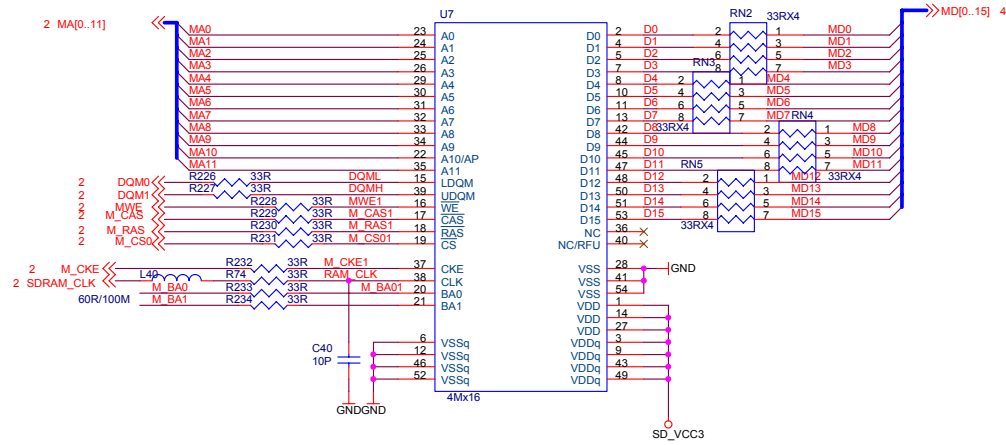 U7
2 MA[0..11]
MD[0..15] 4
RN2
33RX4
MA0 23 A0 D0 2 D0 2 1 MD0
MA1 24 A1 D1 4 D1 4 3 MD1
MA2 25 A2 D2 5 D2 6 5 MD2
MA3 26 A3 D3 7 D3 8 7 MD3
RN3
MA4 29 A4 D4 8 D4 2 1 MD4
MA5 30 A5 D5 10 D5 4 3 MD5
MA6 31 A6 D6 11 D6 6 5 MD6
MA7 32 A7 D7 13 D7 8 7 MD7
33RX4
RN4
MA8 33 A8 D8 42 D8 2 1 MD8
MA9 34 A9 D9 44 D9 4 3 MD9
MA10 22 A10/AP D10 45 D10 6 5 MD10
MA11 35 A11 D11 47 D11 8 7 MD11
33RX4
RN5
2 DQM0 R226 33R DQML 15 LDQM D12 48 D12 2 1 MD12
2 DQM1 R227 33R DQMH 39 UDQM D13 50 D13 4 3 MD13
2 MWE R228 33R MWE1 16 WE D14 51 D14 6 5 MD14
2 M_CAS R229 33R M_CAS1 17 CAS D15 53 D15 8 7 MD15
33RX4
2 M_RAS R230 33R M_RAS1 18 RAS NC 36
2 M_CS0 R231 33R M_CS01 19 CS NC/RFU 40
2 M_CKE R232 33R M_CKE1 37 CKE VSS 28 GND
2 SDRAM_CLK L40 R74 33R RAM_CLK 38 CLK VSS 41
M_BA0 R233 33R M_BA01 20 BA0 VSS 54
60R/100M M_BA1 R234 33R 21 BA1 VDD 1
VDD 14
VDD 27
6 VSSq VDDq 3
12 VSSq VDDq 9
46 VSSq VDDq 43
52 VSSq VDDq 49
C40
10P
4Mx16
GND GND
SD_VCC3